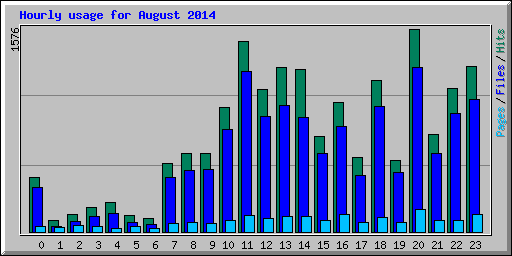 Hourly usage for August 2014
1576
Pages/Files/Hits
0 1 2 3 4 5 6 7 8 9 10 11 12 13 14 15 16 17 18 19 20 21 22 23